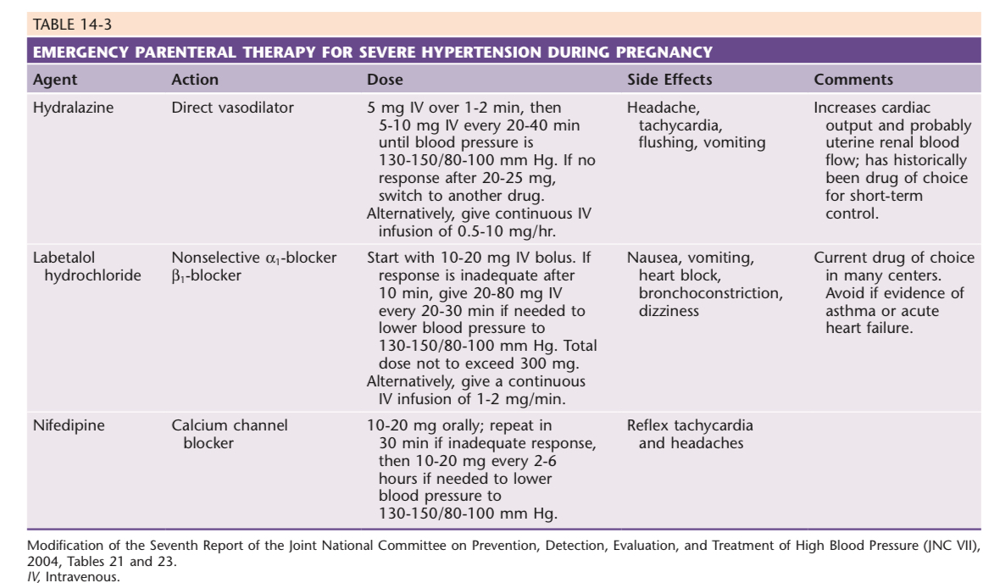 TABLE 14-3
EMERGENCY PARENTERAL THERAPY FOR SEVERE HYPERTENSION DURING PREGNANCY
Agent Action Dose Side Effects Comments
Hydralazine
Direct vasodilator
5 mg IV over 1-2 min, then
5-10 mg IV every 20-40 min
until blood pressure is
130-150/80-100 mm Hg. If no
response after 20-25 mg,
switch to another drug.
Alternatively, give continuous IV
infusion of 0.5-10 mg/hr.
Headache,
tachycardia,
flushing, vomiting
Increases cardiac
output and probably
uterine renal blood
flow; has historically
been drug of choice
for short-term
control.
Labetalol
hydrochloride
Nonselective α₁-blocker
β₁-blocker
Start with 10-20 mg IV bolus. If
response is inadequate after
10 min, give 20-80 mg IV
every 20-30 min if needed to
lower blood pressure to
130-150/80-100 mm Hg. Total
dose not to exceed 300 mg.
Alternatively, give a continuous
IV infusion of 1-2 mg/min.
Nausea, vomiting,
heart block,
bronchoconstriction,
dizziness
Current drug of choice
in many centers.
Avoid if evidence of
asthma or acute
heart failure.
Nifedipine
Calcium channel
blocker
10-20 mg orally; repeat in
30 min if inadequate response,
then 10-20 mg every 2-6
hours if needed to lower
blood pressure to
130-150/80-100 mm Hg.
Reflex tachycardia
and headaches
Modification of the Seventh Report of the Joint National Committee on Prevention, Detection, Evaluation, and Treatment of High Blood Pressure (JNC VII),
2004, Tables 21 and 23.
IV, Intravenous.